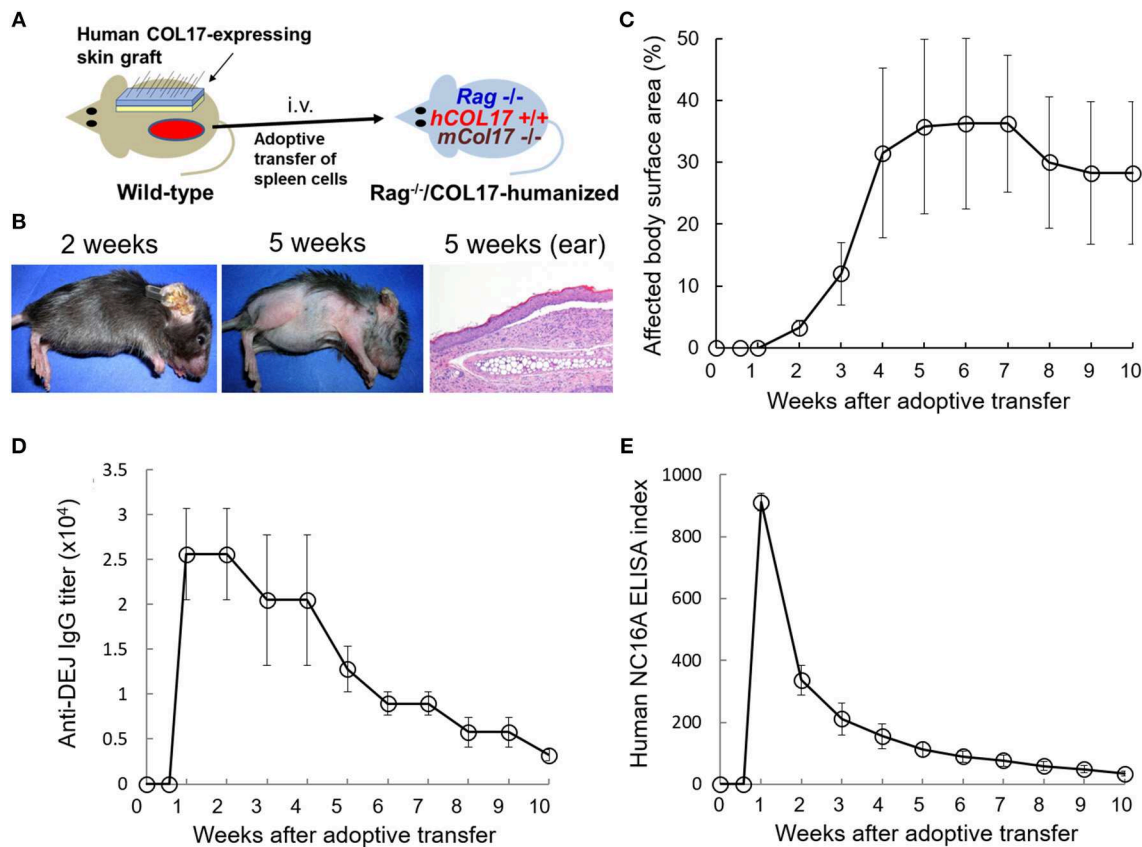 A
Human COL17-expressing
skin graft
i.v.
Adoptive
transfer of
spleen cells
Wild-type
Rag -/-
hCOL17 +/+
mCol17 -/-
Rag-/-/COL17-humanized
B
2 weeks
5 weeks
5 weeks (ear)
C
Affected body surface area (%)
50
40
30
20
10
0
0 1 2 3 4 5 6 7 8 9 10
Weeks after adoptive transfer
D
Anti-DEJ IgG titer (x10⁴)
3.5
3
2.5
2
1.5
1
0.5
0
0 1 2 3 4 5 6 7 8 9 10
Weeks after adoptive transfer
E
Human NC16A ELISA index
1000
800
600
400
200
0
0 1 2 3 4 5 6 7 8 9 10
Weeks after adoptive transfer